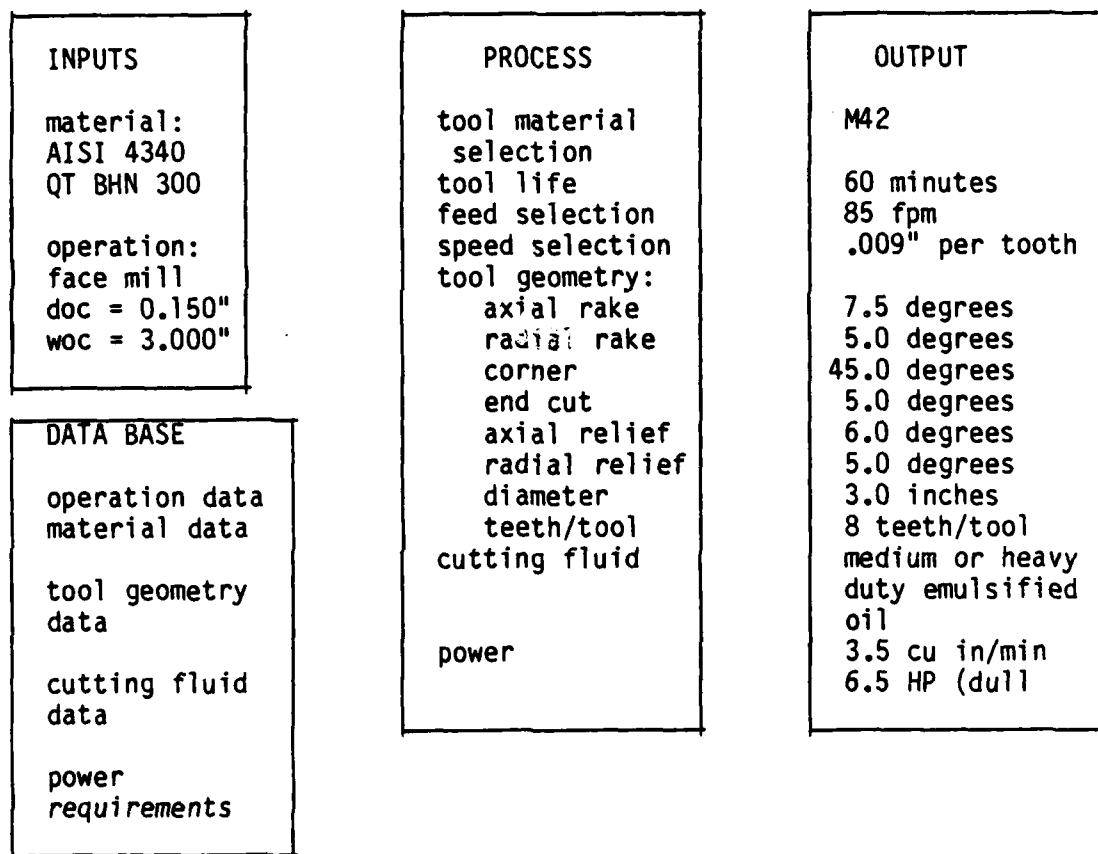 INPUTS
material:
AISI 4340
QT BHN 300
operation:
face mill
doc = 0.150"
woc = 3.000"
DATA BASE
operation data
material data
tool geometry
data
cutting fluid
data
power
requirements
PROCESS
tool material
selection
tool life
feed selection
speed selection
tool geometry:
axial rake
radial rake
corner
end cut
axial relief
radial relief
diameter
teeth/tool
cutting fluid
power
OUTPUT
M42
60 minutes
85 fpm
.009" per tooth
7.5 degrees
5.0 degrees
45.0 degrees
5.0 degrees
6.0 degrees
5.0 degrees
3.0 inches
8 teeth/tool
medium or heavy
duty emulsified
oil
3.5 cu in/min
6.5 HP (dull